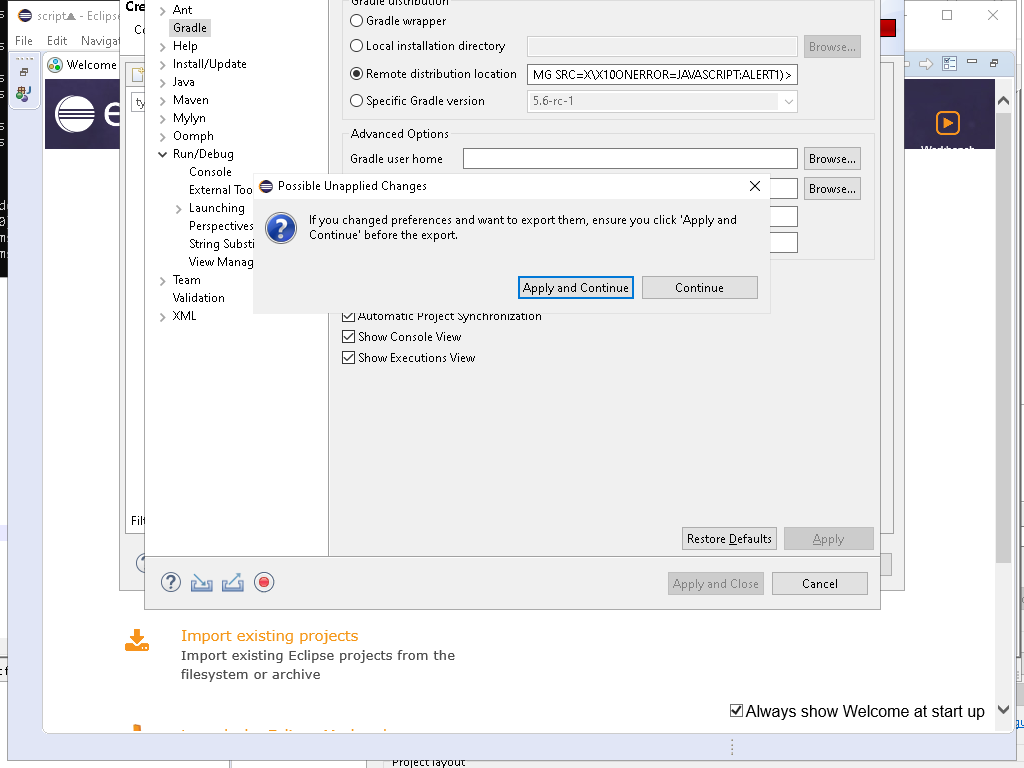 script▲ - Eclipse
File Edit Navigat
Welcome
Cre
Ant
Gradle
Help
Install/Update
Java
Maven
Mylyn
Oomph
Run/Debug
Console
External Too
Launching
Perspectives
String Substi
View Manag
Team
Validation
XML
Gradle distribution
Gradle wrapper
Local installation directory
Browse...
Remote distribution location
MG SRC=X\X10ONERROR=JAVASCRIPT:ALERT1)>
Specific Gradle version
5.6-rc-1
Advanced Options
Gradle user home
Browse...
Browse...
Possible Unapplied Changes
If you changed preferences and want to export them, ensure you click 'Apply and
Continue' before the export.
Apply and Continue
Continue
Automatic Project Synchronization
Show Console View
Show Executions View
Restore Defaults
Apply
Apply and Close
Cancel
Import existing projects
Import existing Eclipse projects from the
filesystem or archive
Always show Welcome at start up
Project layout